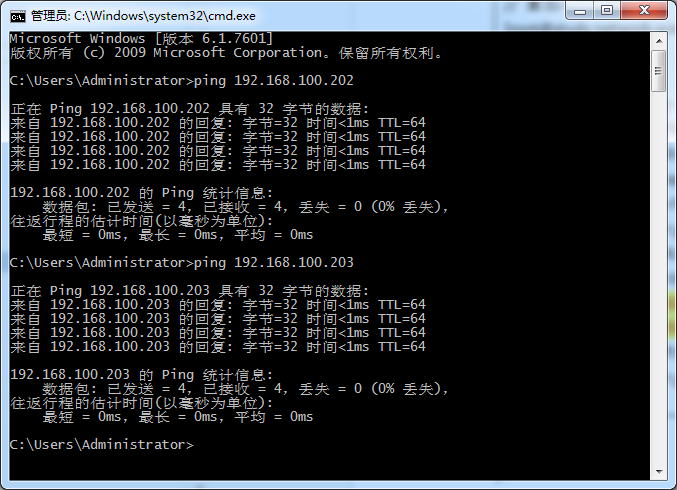 管理员: C:\Windows\system32\cmd.exe
Microsoft Windows [版本 6.1.7601]
版权所有 (c) 2009 Microsoft Corporation。保留所有权利。
C:\Users\Administrator>ping 192.168.100.202
正在 Ping 192.168.100.202 具有 32 字节的数据:
来自 192.168.100.202 的回复: 字节=32 时间<1ms TTL=64
来自 192.168.100.202 的回复: 字节=32 时间<1ms TTL=64
来自 192.168.100.202 的回复: 字节=32 时间<1ms TTL=64
来自 192.168.100.202 的回复: 字节=32 时间<1ms TTL=64
192.168.100.202 的 Ping 统计信息:
数据包: 已发送 = 4，已接收 = 4，丢失 = 0 (0% 丢失)，
往返行程的估计时间(以毫秒为单位):
最短 = 0ms，最长 = 0ms，平均 = 0ms
C:\Users\Administrator>ping 192.168.100.203
正在 Ping 192.168.100.203 具有 32 字节的数据:
来自 192.168.100.203 的回复: 字节=32 时间<1ms TTL=64
来自 192.168.100.203 的回复: 字节=32 时间<1ms TTL=64
来自 192.168.100.203 的回复: 字节=32 时间<1ms TTL=64
来自 192.168.100.203 的回复: 字节=32 时间<1ms TTL=64
192.168.100.203 的 Ping 统计信息:
数据包: 已发送 = 4，已接收 = 4，丢失 = 0 (0% 丢失)，
往返行程的估计时间(以毫秒为单位):
最短 = 0ms，最长 = 0ms，平均 = 0ms
C:\Users\Administrator>